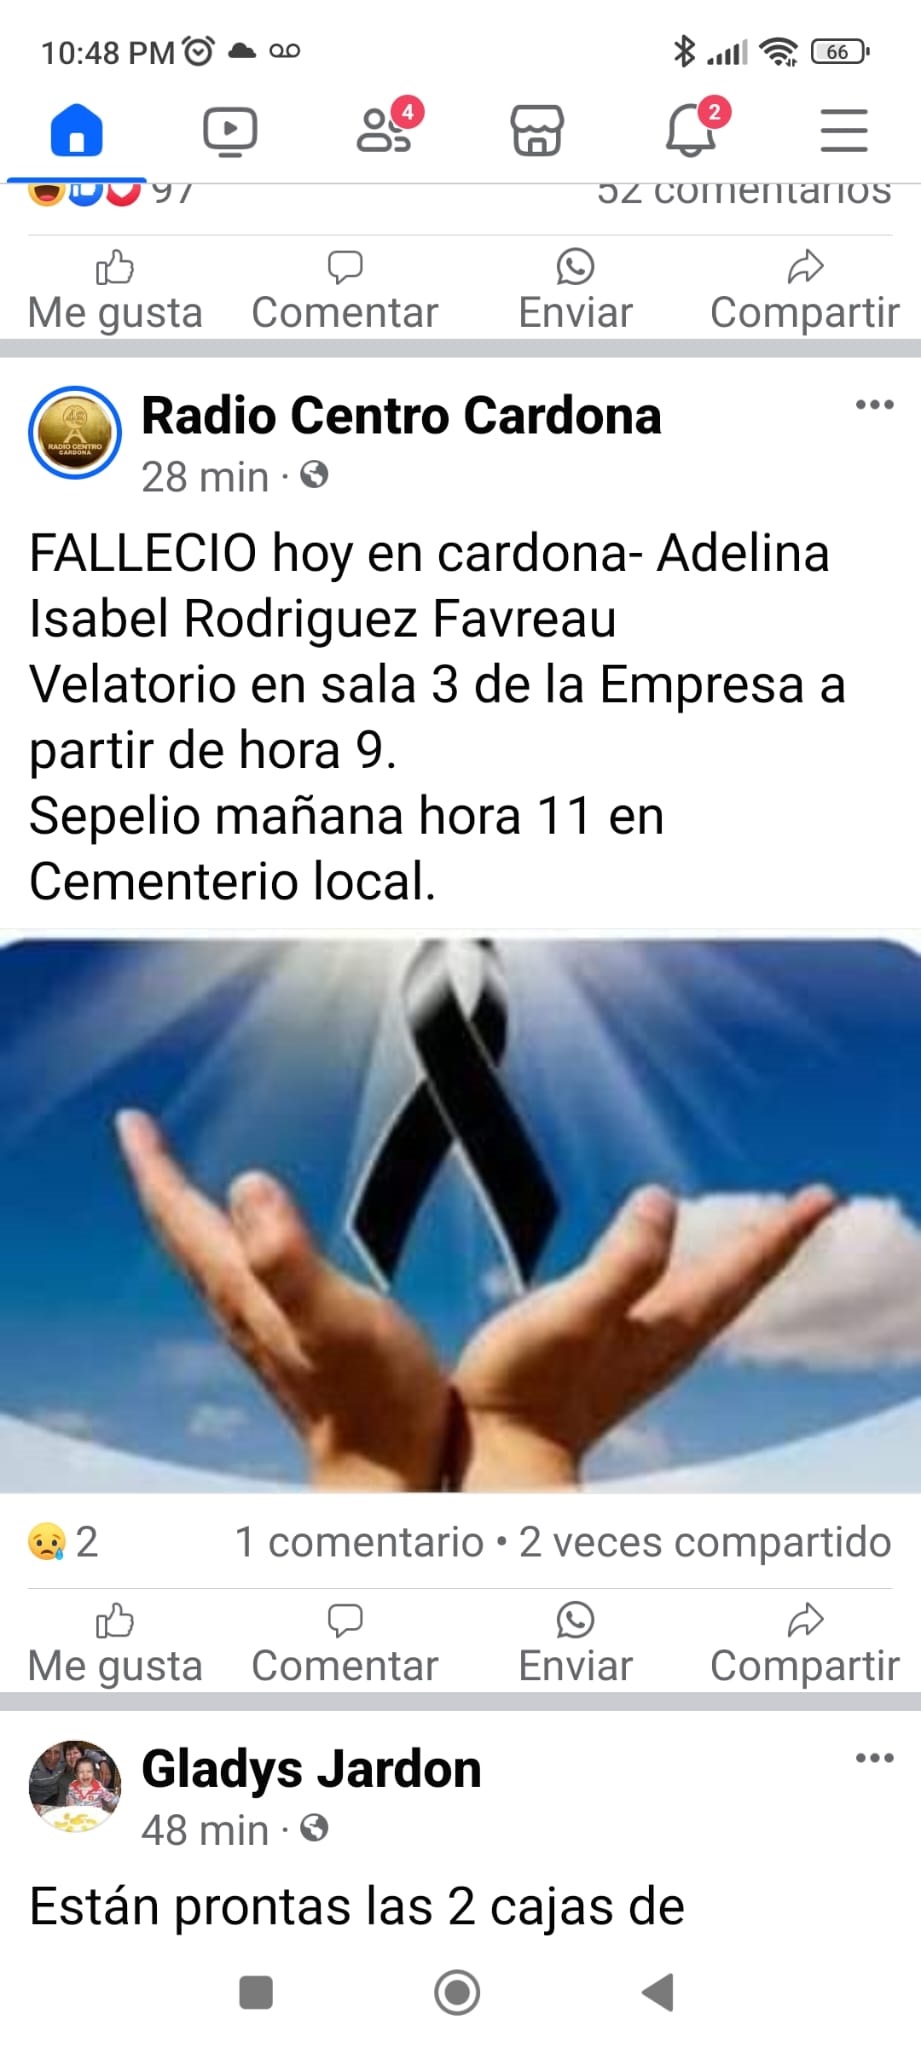 10:48 PM
66
4
2
97
52 comentarios
Me gusta
Comentar
Enviar
Compartir
Radio Centro Cardona
RADIO CENTRO
CARDONA
28 min ·
FALLECIO hoy en cardona- Adelina
Isabel Rodriguez Favreau
Velatorio en sala 3 de la Empresa a
partir de hora 9.
Sepelio mañana hora 11 en
Cementerio local.
2
1 comentario • 2 veces compartido
Me gusta
Comentar
Enviar
Compartir
Gladys Jardon
48 min ·
Están prontas las 2 cajas de